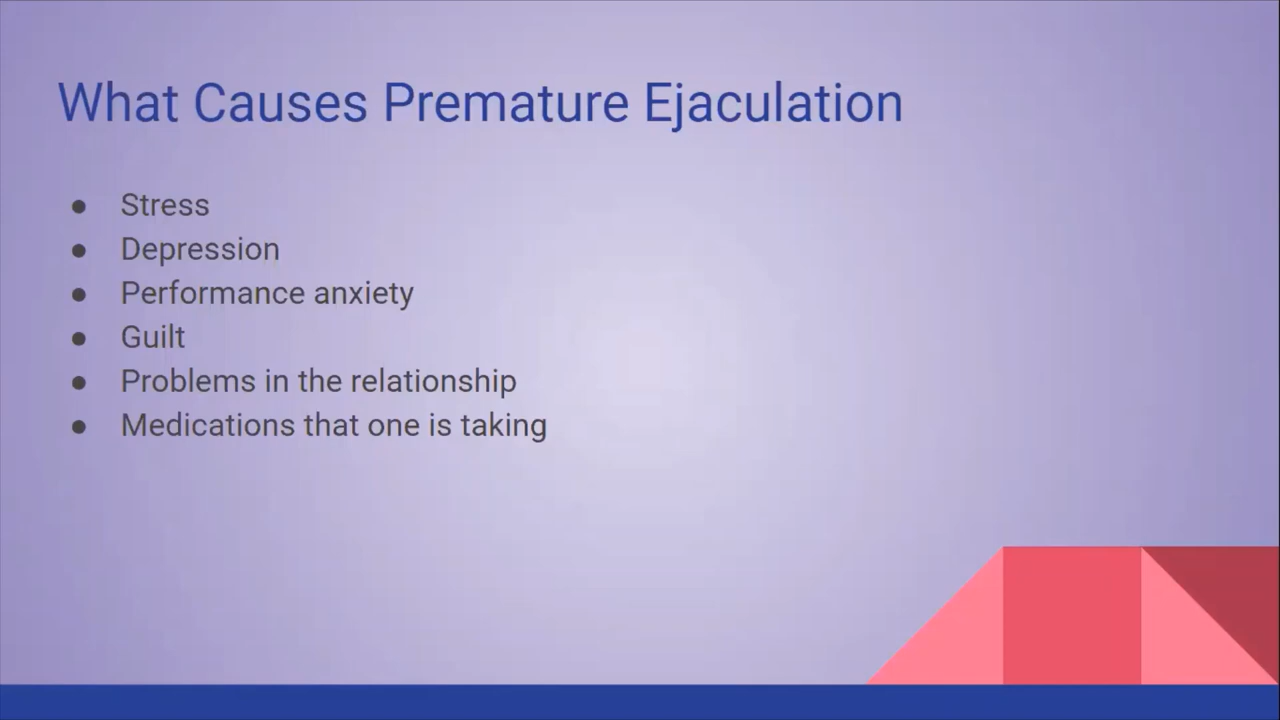 What Causes Premature Ejaculation
● Stress
● Depression
● Performance anxiety
● Guilt
● Problems in the relationship
● Medications that one is taking